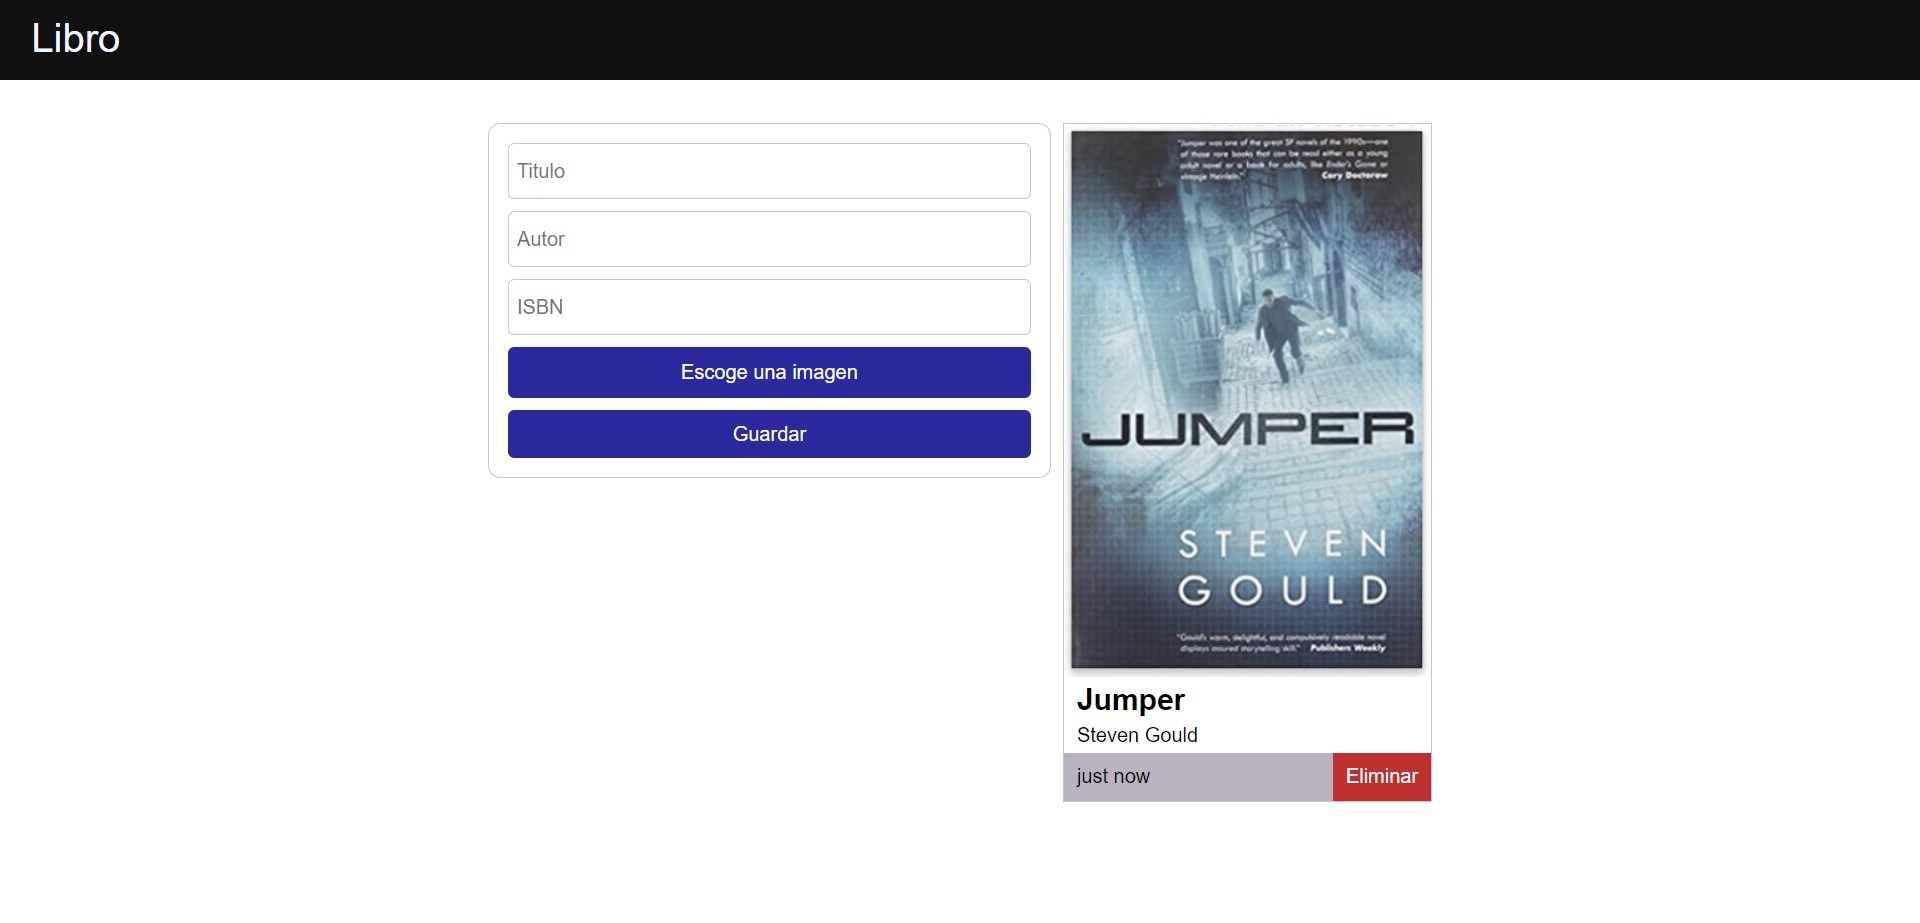 Libro
Titulo
Autor
ISBN
Escoge una imagen
Guardar
"Jumper was one of the great SF novels of the 1990s—one
of those rare books that can be read either as a young
adult novel or a book for adults, like Ender's Game or
vintage Heinlein."
Cory Doctorow
JUMPER
STEVEN
GOULD
"Gould's warm, delightful, and compulsively readable novel
displays assured storytelling skill." Publishers Weekly
Jumper
Steven Gould
just now
Eliminar